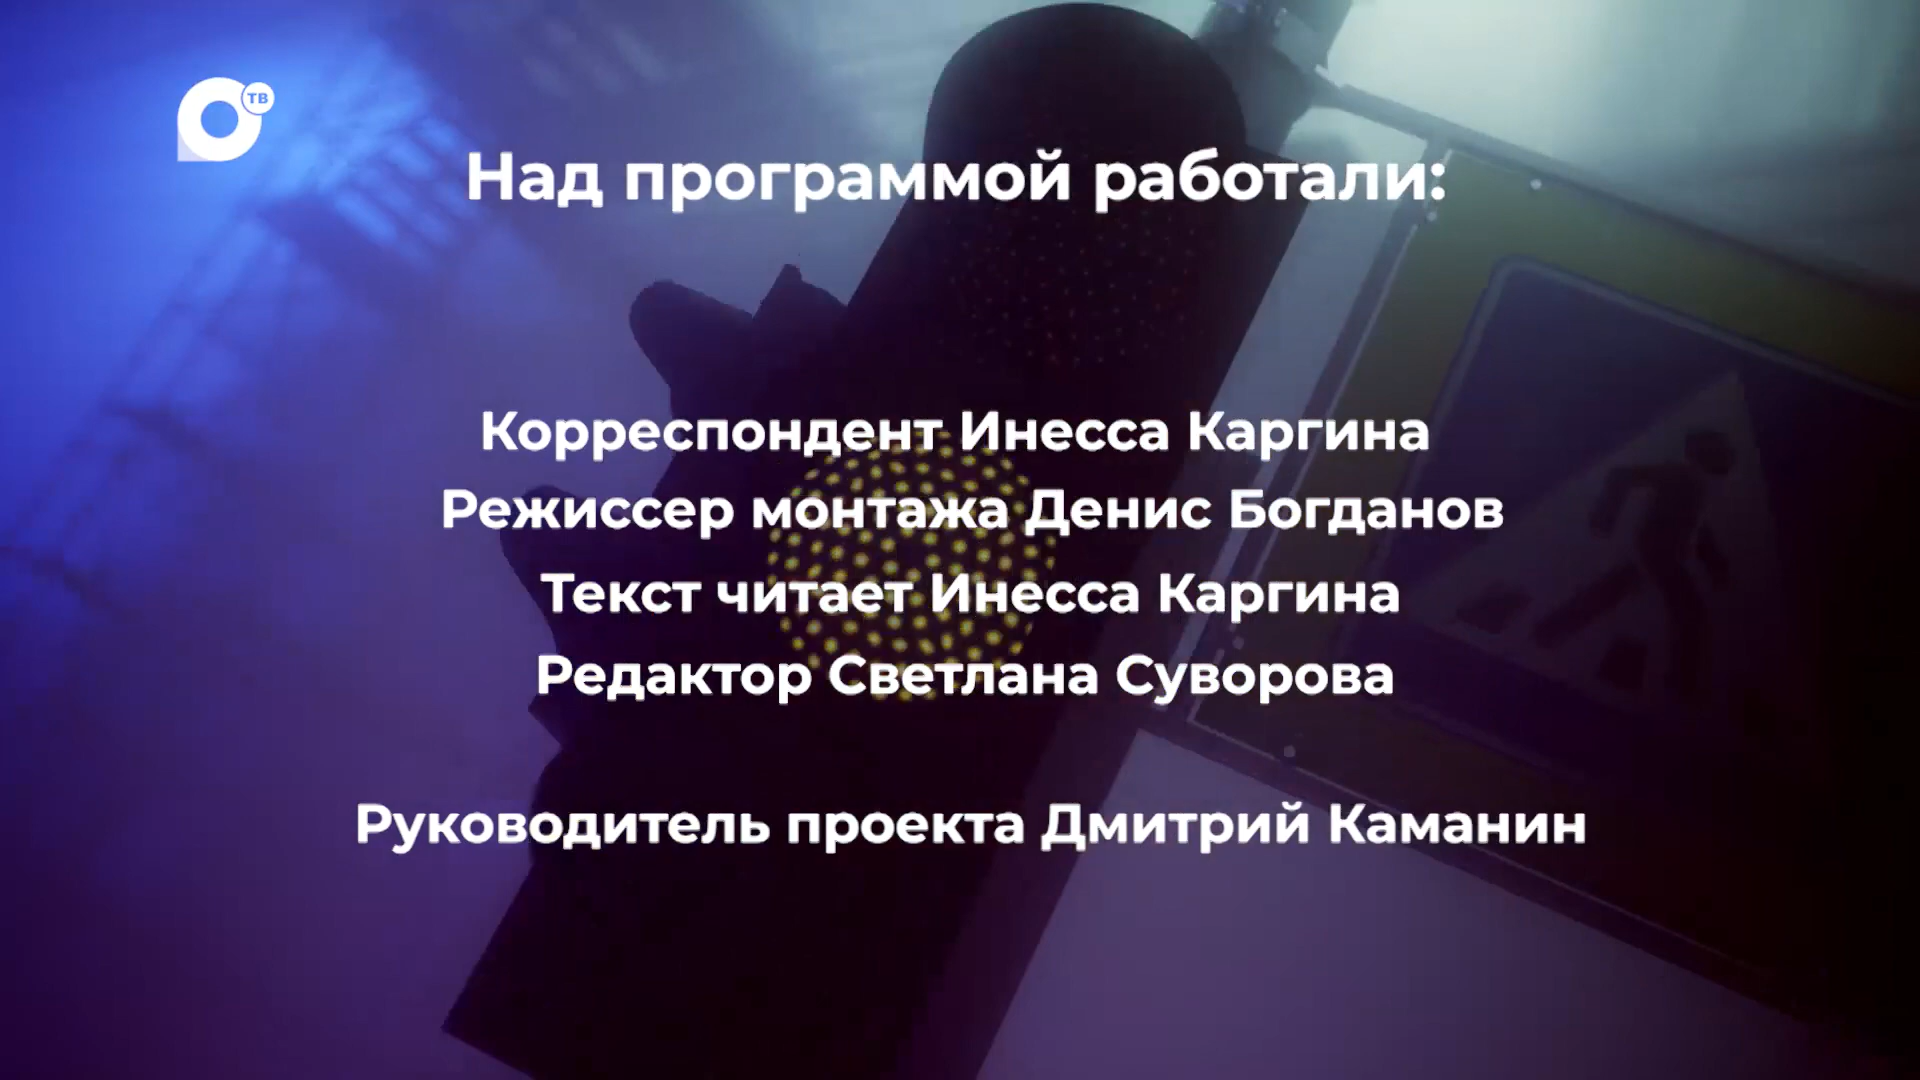 ТВ
Над программой работали:
Корреспондент Инесса Каргина
Режиссер монтажа Денис Богданов
Текст читает Инесса Каргина
Редактор Светлана Суворова
Руководитель проекта Дмитрий Каманин